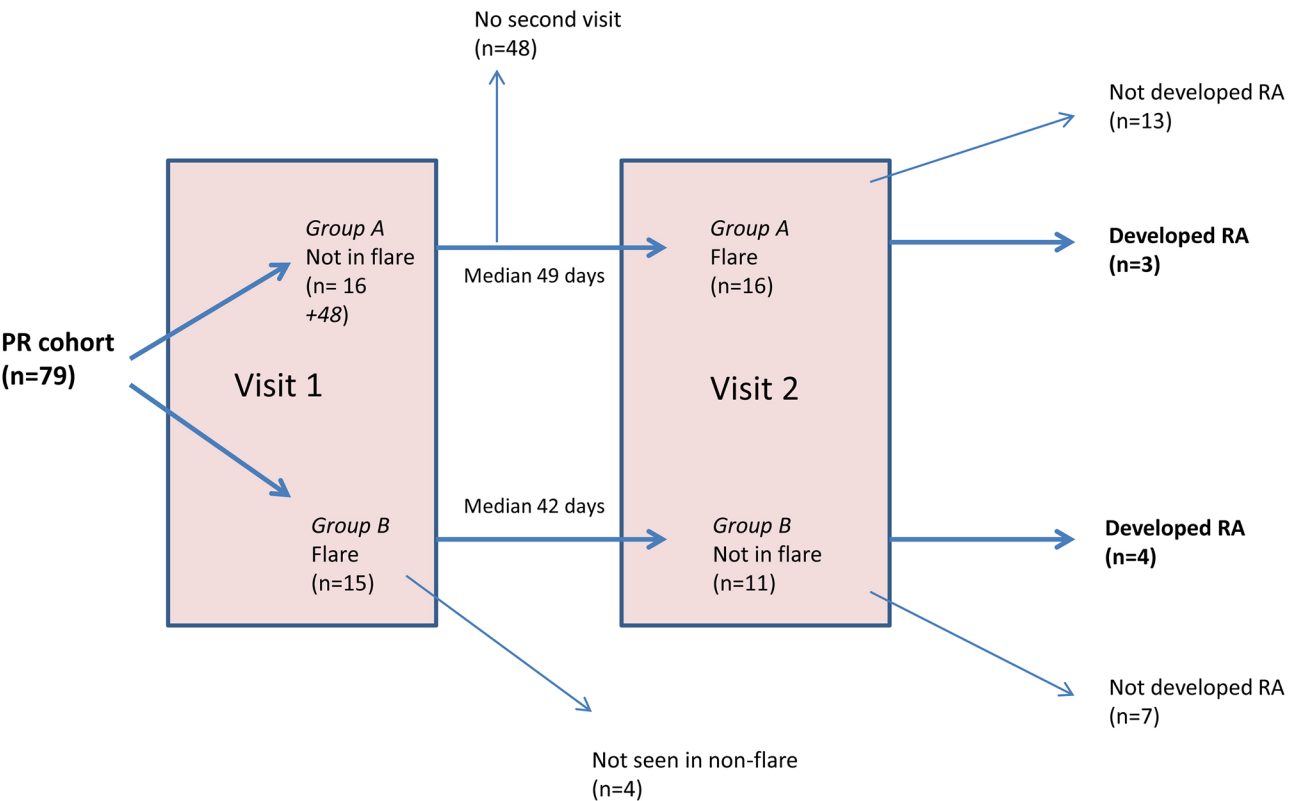 No second visit
(n=48)
Not developed RA
(n=13)
Group A
Not in flare
(n= 16
+48)
Median 49 days
Group A
Flare
(n=16)
Developed RA
(n=3)
PR cohort
(n=79)
Visit 1
Visit 2
Group B
Flare
(n=15)
Median 42 days
Group B
Not in flare
(n=11)
Developed RA
(n=4)
Not developed RA
(n=7)
Not seen in non-flare
(n=4)